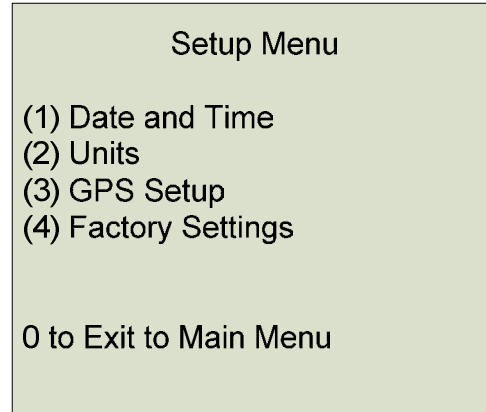 Setup Menu
(1) Date and Time
(2) Units
(3) GPS Setup
(4) Factory Settings
0 to Exit to Main Menu